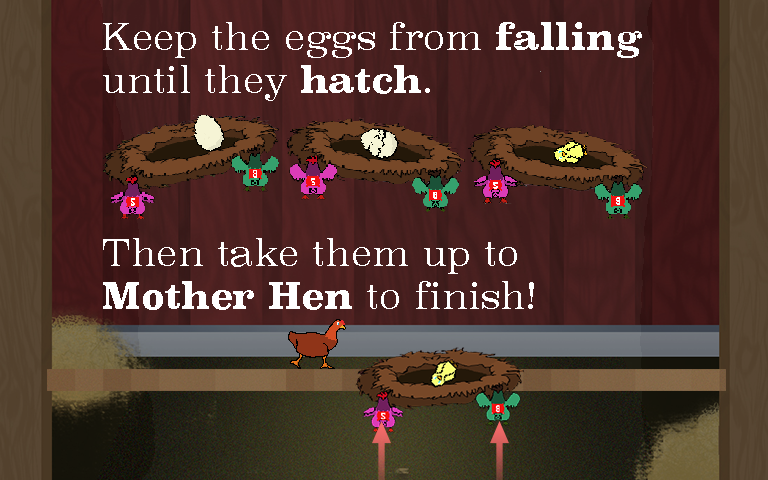 Keep the eggs from falling
until they hatch.
Then take them up to
Mother Hen to finish!